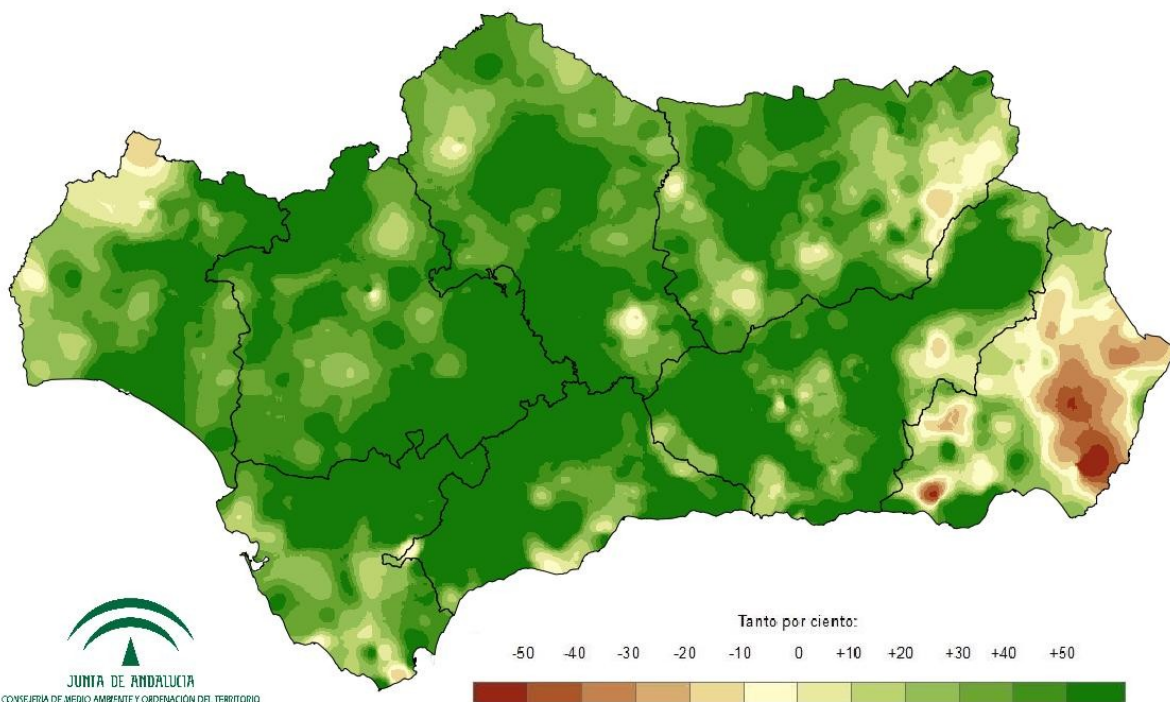 Tanto por ciento:
-50 -40 -30 -20 -10 0 +10 +20 +30 +40 +50
JUNTA DE ANDALUCIA
CONSEJERÍA DE MEDIO AMBIENTE Y ORDENACIÓN DEL TERRITORIO